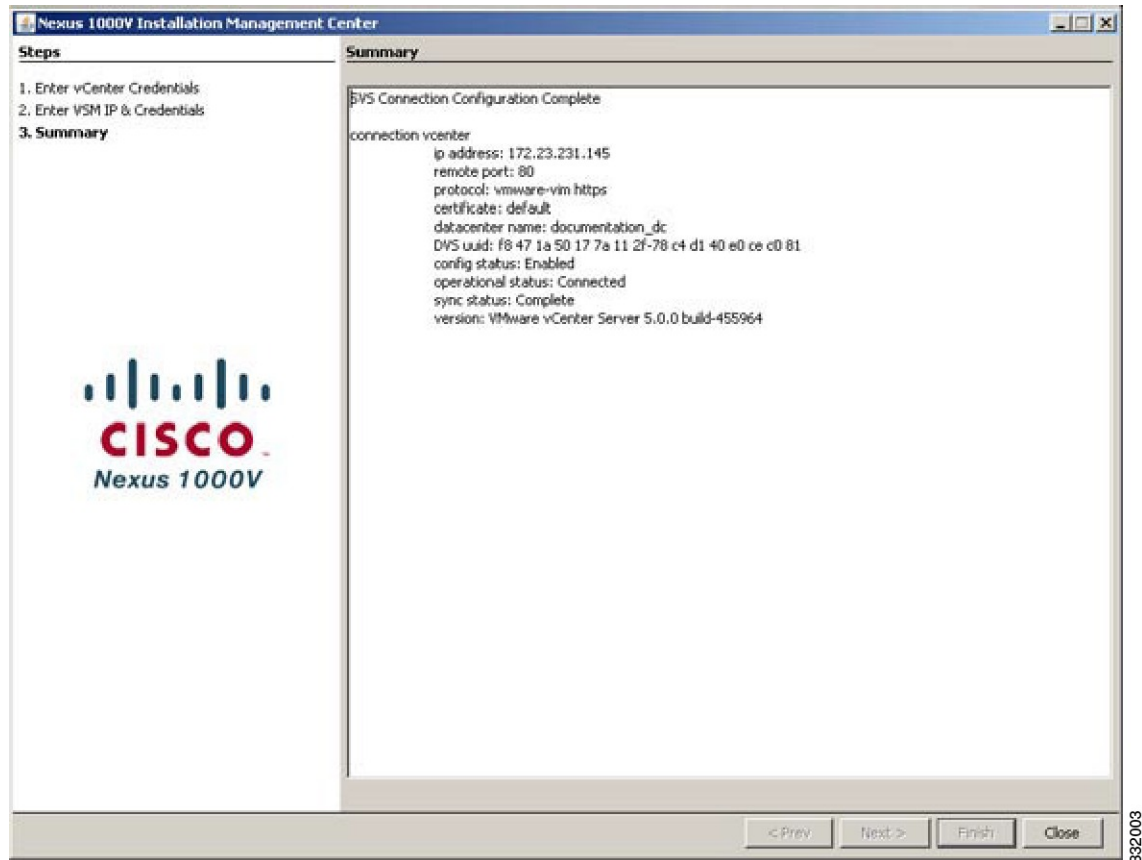 Nexus 1000V Installation Management Center
Steps
1. Enter vCenter Credentials
2. Enter VSM IP & Credentials
3. Summary
CISCO
Nexus 1000V
Summary
SVS Connection Configuration Complete
connection vcenter
ip address: 172.23.231.145
remote port: 80
protocol: vmware-vim https
certificate: default
datacenter name: documentation_dc
DVS uuid: f8 47 1a 50 17 7a 11 2f-78 c4 d1 40 e0 ce c0 81
config status: Enabled
operational status: Connected
sync status: Complete
version: VMware vCenter Server 5.0.0 build-455964
< Prev
Next >
Finish
Close
332003